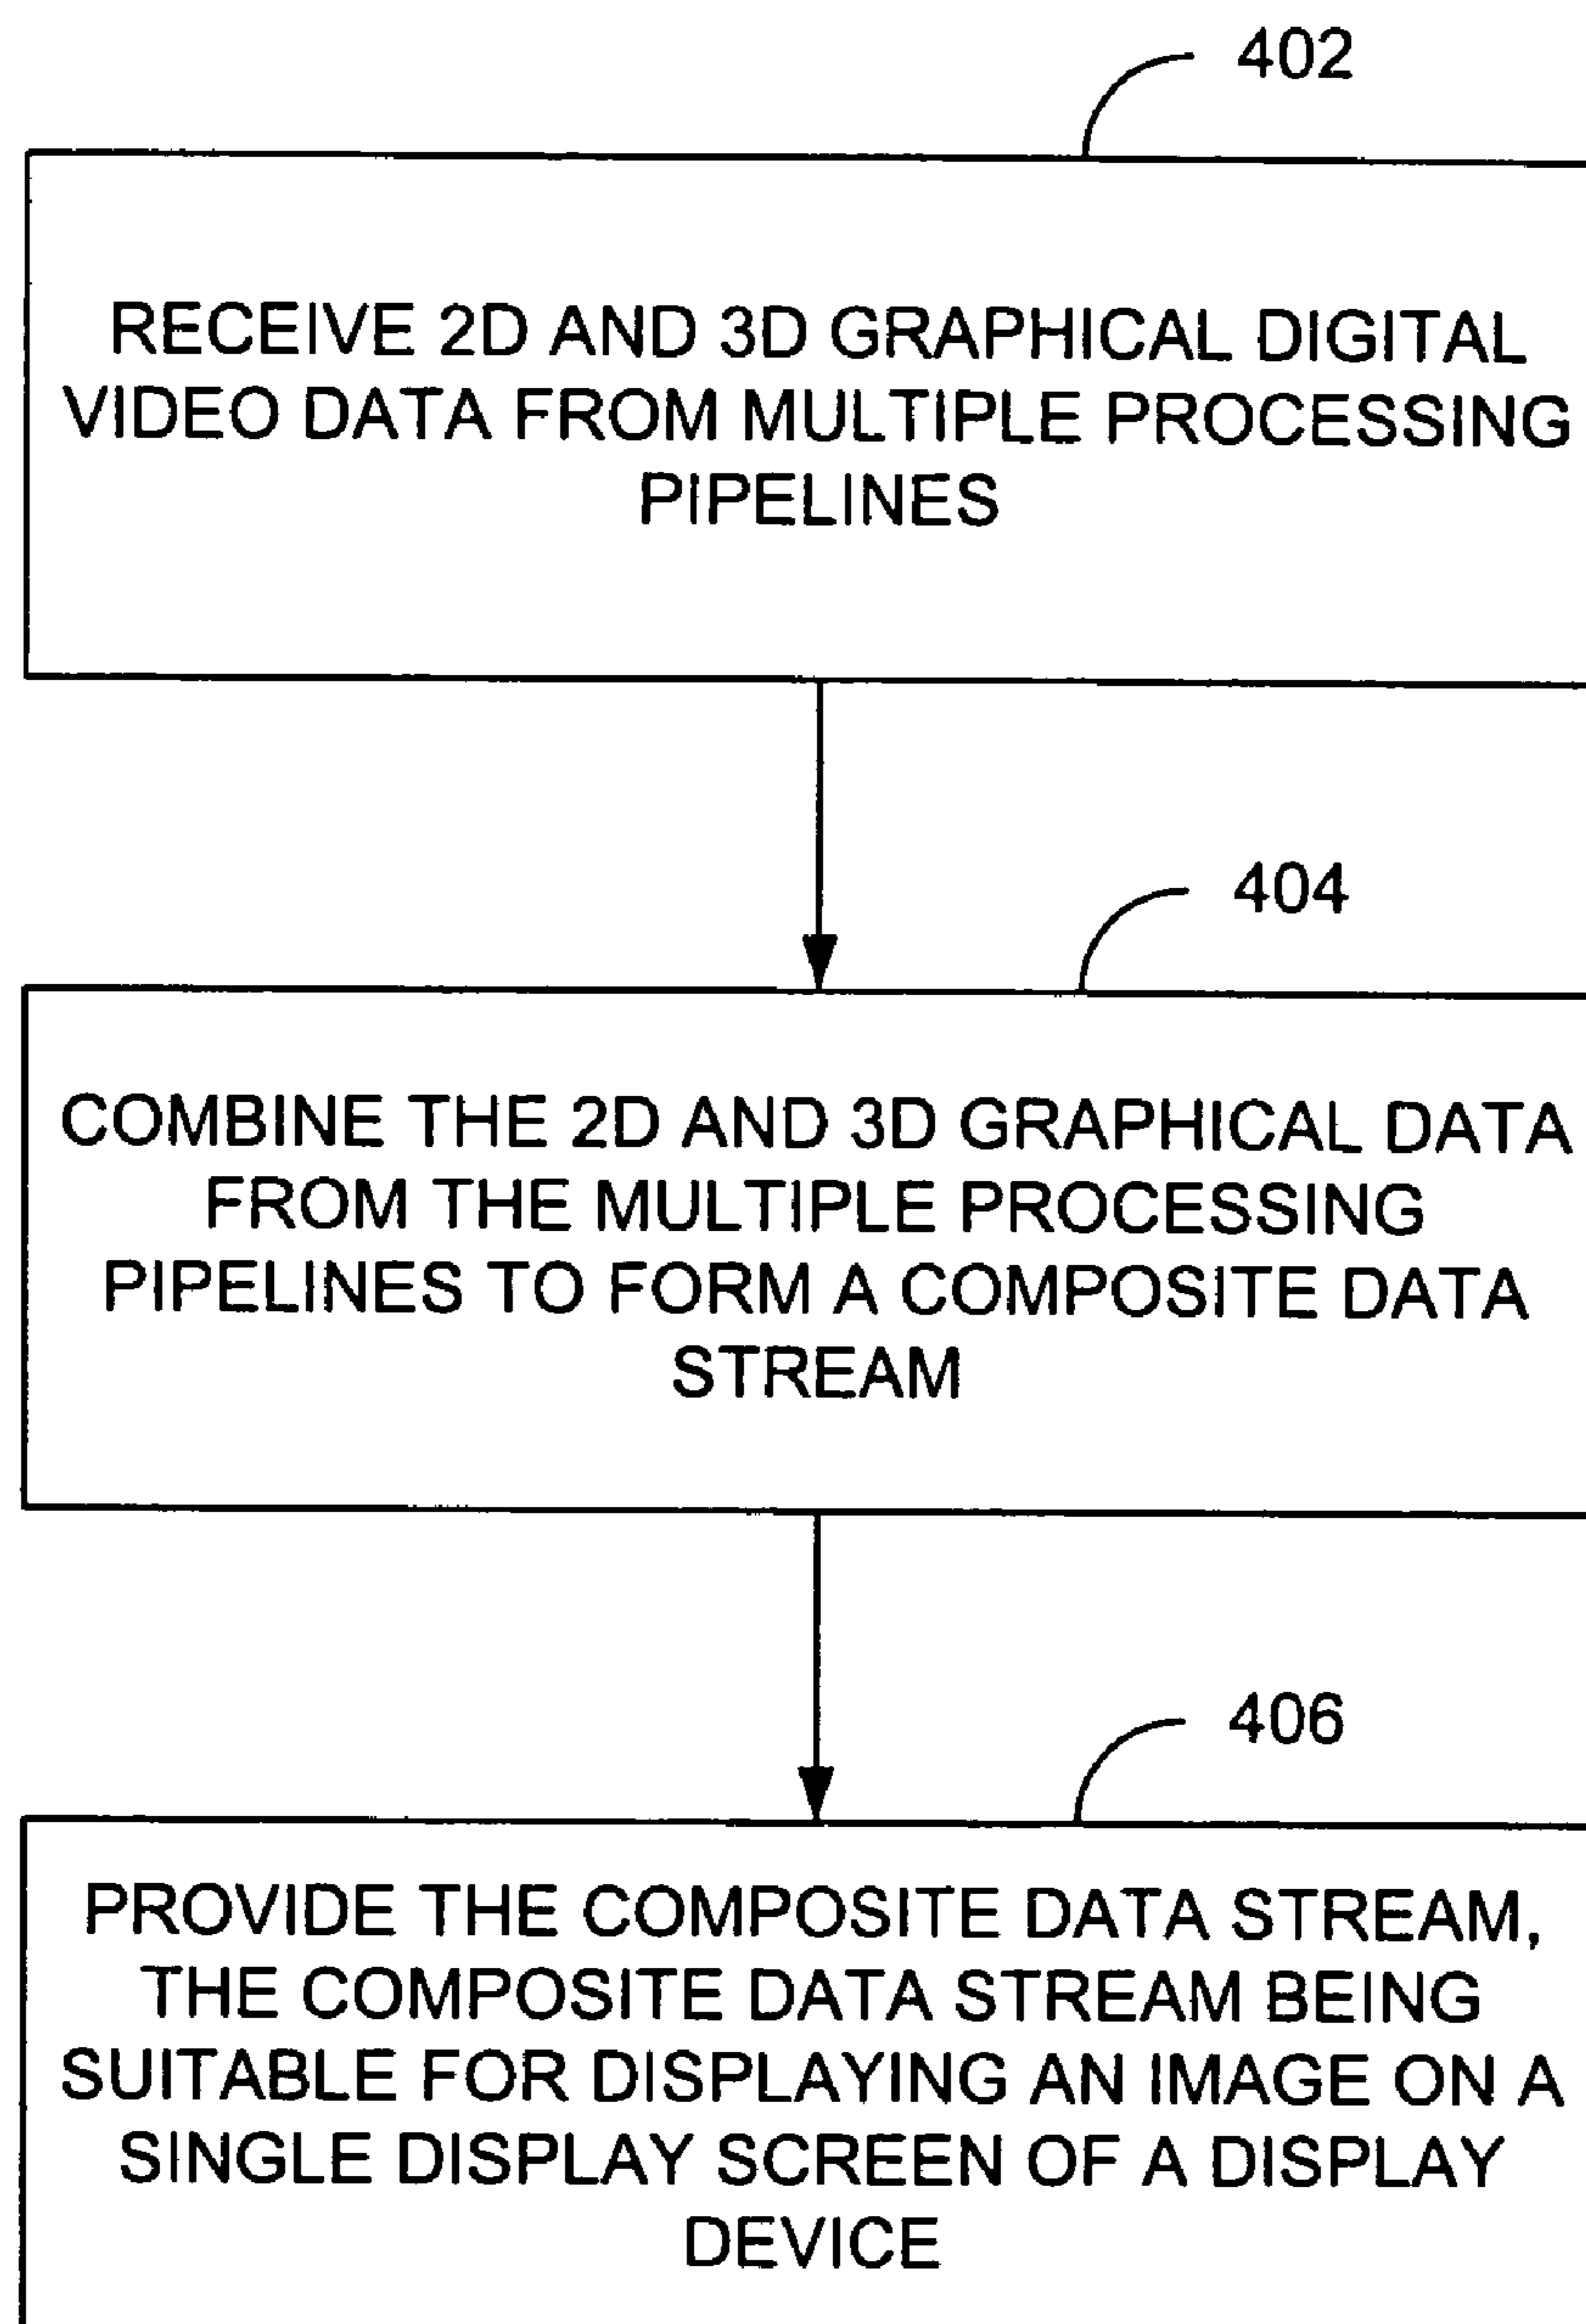 402
RECEIVE 2D AND 3D GRAPHICAL DIGITAL
VIDEO DATA FROM MULTIPLE PROCESSING
PIPELINES
404
COMBINE THE 2D AND 3D GRAPHICAL DATA
FROM THE MULTIPLE PROCESSING
PIPELINES TO FORM A COMPOSITE DATA
STREAM
406
PROVIDE THE COMPOSITE DATA STREAM,
THE COMPOSITE DATA STREAM BEING
SUITABLE FOR DISPLAYING AN IMAGE ON A
SINGLE DISPLAY SCREEN OF A DISPLAY
DEVICE